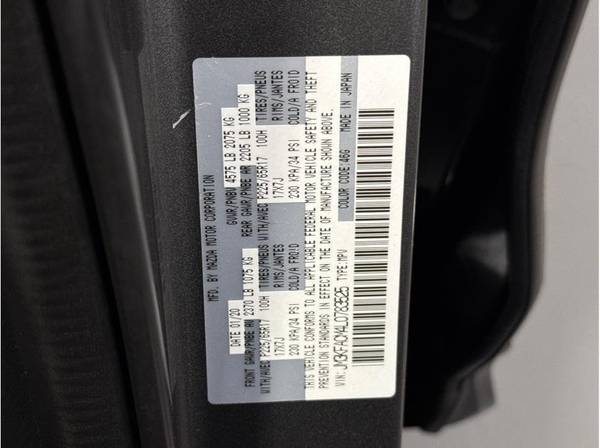 MFD. BY MAZDA MOTOR CORPORATION
DATE 01/20 GVWR/PNBV 4575 LB 2075 KG
FRONT GAWR/PNBE AV 2370 LB 1075 KG REAR GAWR/PNBE AR 2205 LB 1000 KG
WITH/AVEC P225/65R17 100H TIRES/PNEUS WITH/AVEC P225/65R17 100H TIRES/PNEUS
17X7J RIMS/JANTES 17X7J RIMS/JANTES
230 KPA/34 PSI COLD/A FROID 230 KPA/34 PSI COLD/A FROID
THIS VEHICLE CONFORMS TO ALL APPLICABLE FEDERAL MOTOR VEHICLE SAFETY AND THEFT
PREVENTION STANDARDS IN EFFECT ON THE DATE OF MANUFACTURE SHOWN ABOVE.
VIN: JM3KFACM4L0783525 TYPE:MPV COLOR CODE:46G MADE IN JAPAN